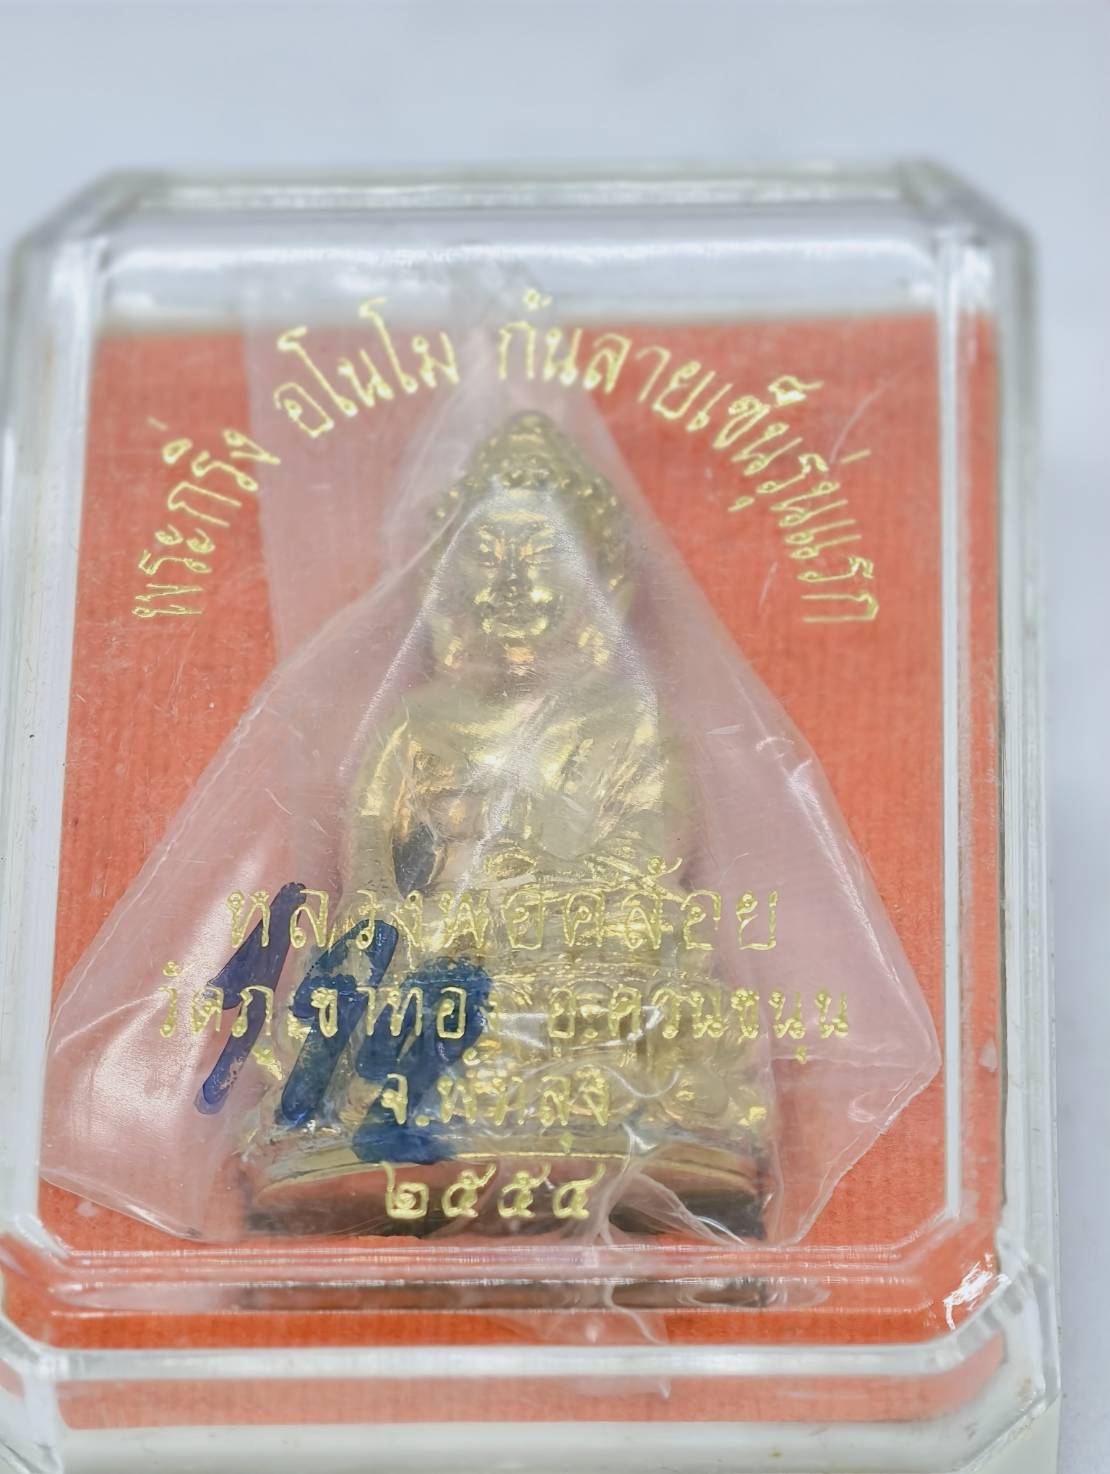 พระกริ่ง อโนโม ก้นลายเซ็นรุ่นแรก
หลวงพ่อคล้อย
วัดภูเขาทอง อ.ควนขนุน
จ.พัทลุง
๒๕๕๔